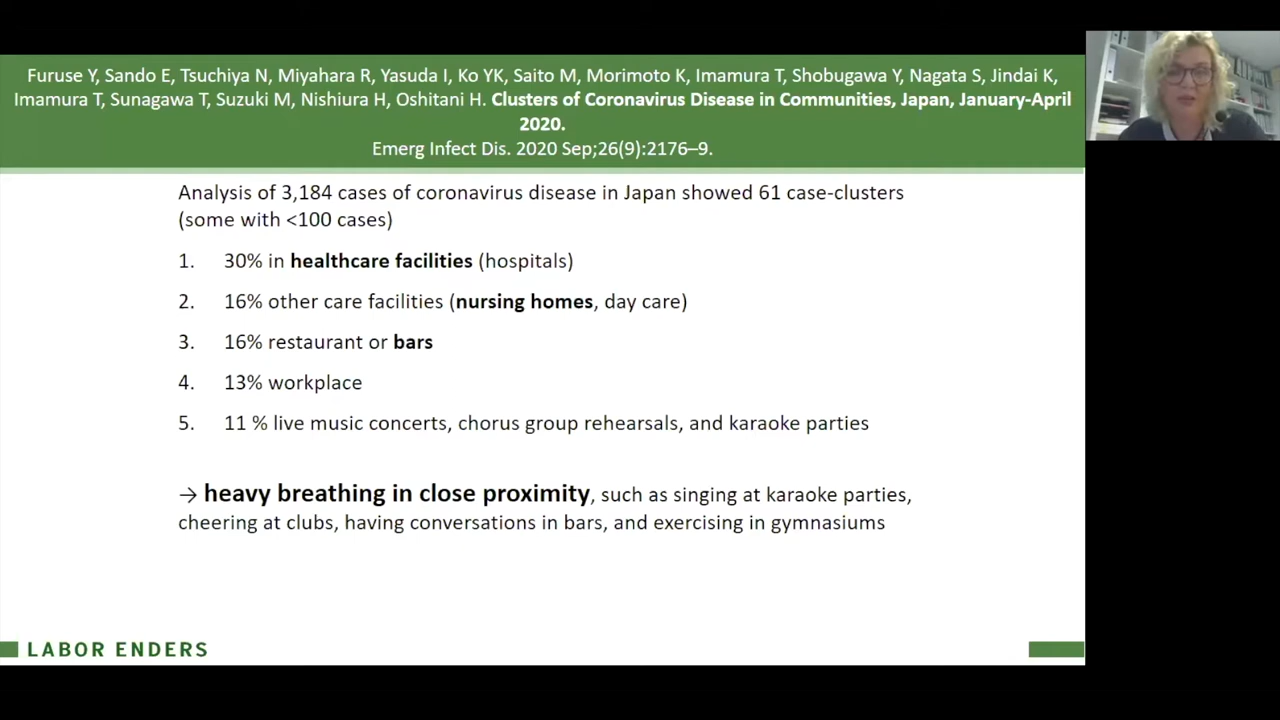 Furuse Y, Sando E, Tsuchiya N, Miyahara R, Yasuda I, Ko YK, Saito M, Morimoto K, Imamura T, Shobugawa Y, Nagata S, Jindai K,
Imamura T, Sunagawa T, Suzuki M, Nishiura H, Oshitani H. Clusters of Coronavirus Disease in Communities, Japan, January-April
2020.
Emerg Infect Dis. 2020 Sep;26(9):2176–9.
Analysis of 3,184 cases of coronavirus disease in Japan showed 61 case-clusters
(some with <100 cases)
1. 30% in healthcare facilities (hospitals)
2. 16% other care facilities (nursing homes, day care)
3. 16% restaurant or bars
4. 13% workplace
5. 11 % live music concerts, chorus group rehearsals, and karaoke parties
→ heavy breathing in close proximity, such as singing at karaoke parties,
cheering at clubs, having conversations in bars, and exercising in gymnasiums
LABOR ENDERS